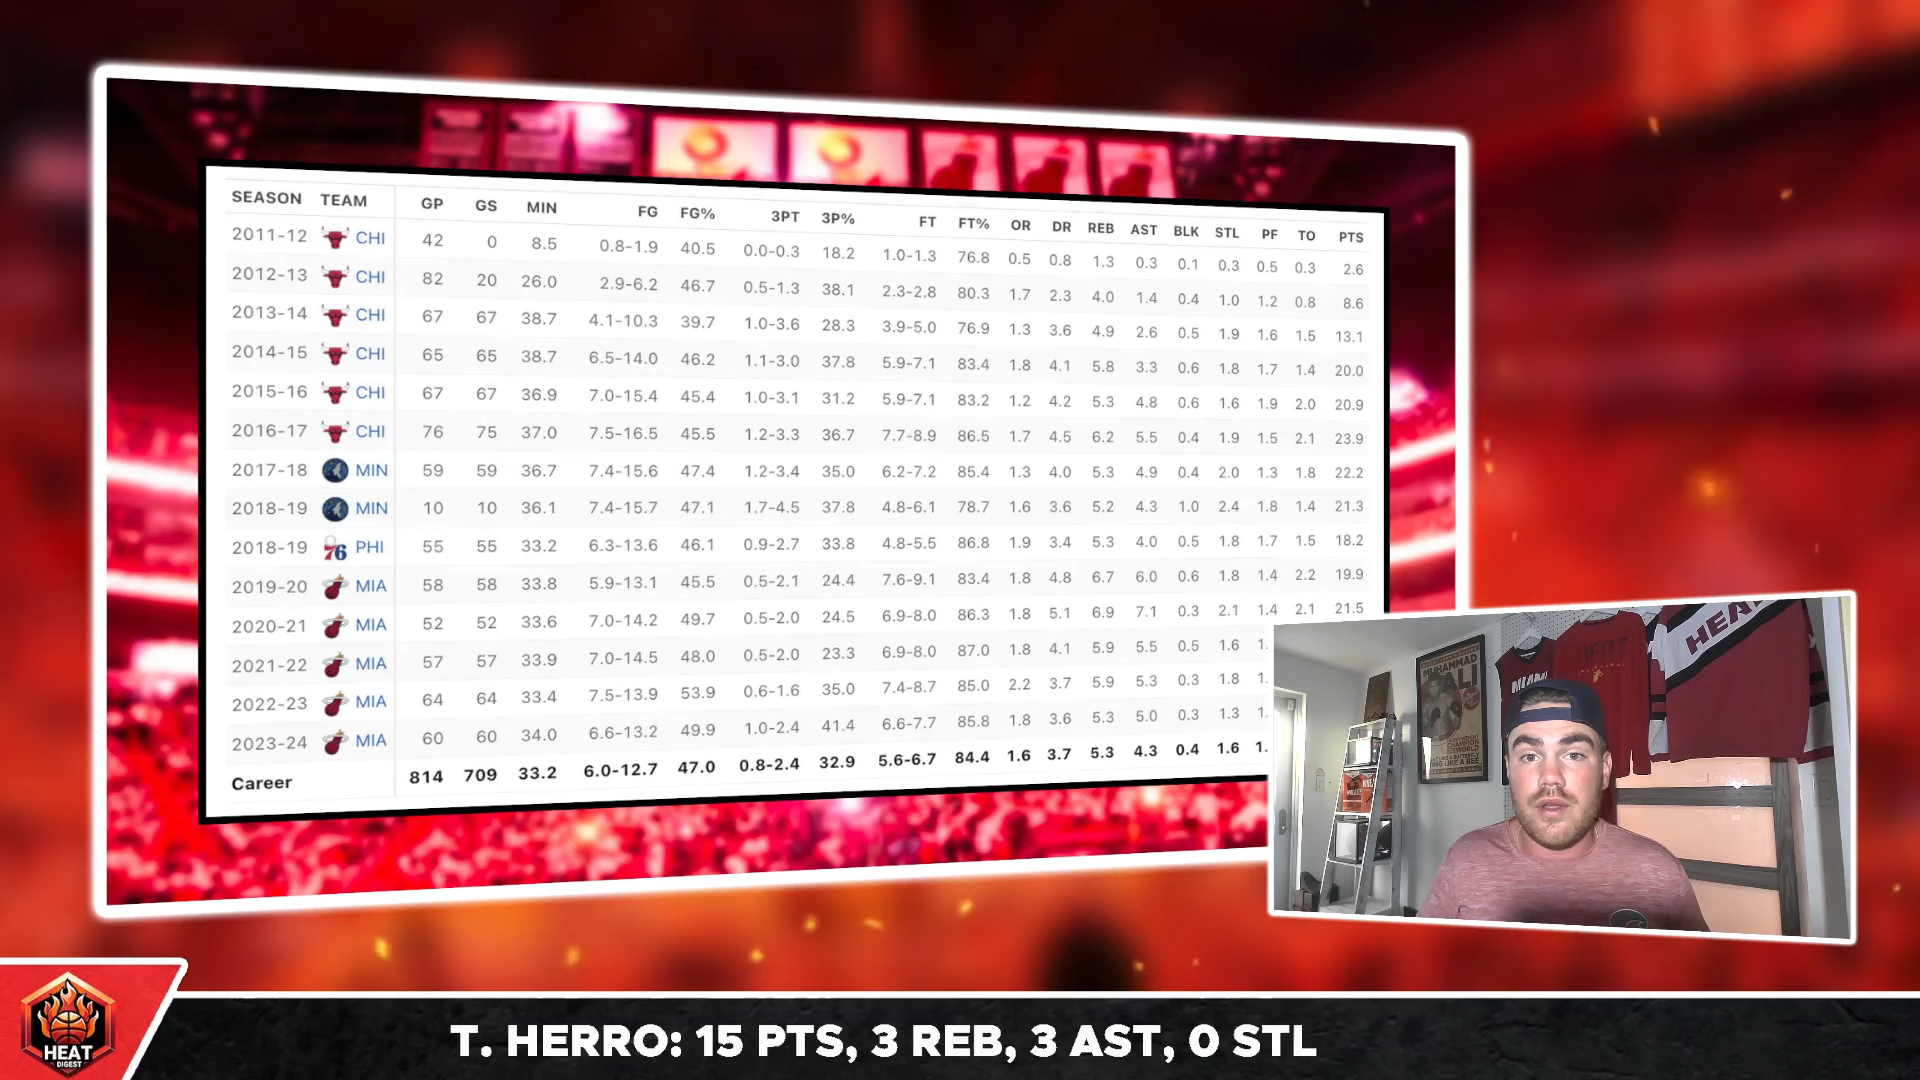 SEASON TEAM GP GS MIN FG FG% 3PT 3P% FT FT% OR DR REB AST BLK STL PF TO PTS
2011-12 CHI 42 0 8.5 0.8-1.9 40.5 0.0-0.3 18.2 1.0-1.3 76.8 0.5 0.8 1.3 0.3 0.1 0.3 0.5 0.3 2.6
2012-13 CHI 82 20 26.0 2.9-6.2 46.7 0.5-1.3 38.1 2.3-2.8 80.3 1.7 2.3 4.0 1.4 0.4 1.0 1.2 0.8 8.6
2013-14 CHI 67 67 38.7 4.1-10.3 39.7 1.0-3.6 28.3 3.9-5.0 76.9 1.3 3.6 4.9 2.6 0.5 1.9 1.6 1.5 13.1
2014-15 CHI 65 65 38.7 6.5-14.0 46.2 1.1-3.0 37.8 5.9-7.1 83.4 1.8 4.1 5.8 3.3 0.6 1.8 1.7 1.4 20.0
2015-16 CHI 67 67 36.9 7.0-15.4 45.4 1.0-3.1 31.2 5.9-7.1 83.2 1.2 4.2 5.3 4.8 0.6 1.6 1.9 2.0 20.9
2016-17 CHI 76 75 37.0 7.5-16.5 45.5 1.2-3.3 36.7 7.7-8.9 86.5 1.7 4.5 6.2 5.5 0.4 1.9 1.5 2.1 23.9
2017-18 MIN 59 59 36.7 7.4-15.6 47.4 1.2-3.4 35.0 6.2-7.2 85.4 1.3 4.0 5.3 4.9 0.4 2.0 1.3 1.8 22.2
2018-19 MIN 10 10 36.1 7.4-15.7 47.1 1.7-4.5 37.8 4.8-6.1 78.7 1.6 3.6 5.2 4.3 1.0 2.4 1.8 1.4 21.3
2018-19 76 PHI 55 55 33.2 6.3-13.6 46.1 0.9-2.7 33.8 4.8-5.5 86.8 1.9 3.4 5.3 4.0 0.5 1.8 1.7 1.5 18.2
2019-20 MIA 58 58 33.8 5.9-13.1 45.5 0.5-2.1 24.4 7.6-9.1 83.4 1.8 4.8 6.7 6.0 0.6 1.8 1.4 2.2 19.9
2020-21 MIA 52 52 33.6 7.0-14.2 49.7 0.5-2.0 24.5 6.9-8.0 86.3 1.8 5.1 6.9 7.1 0.3 2.1 1.4 2.1 21.5
2021-22 MIA 57 57 33.9 7.0-14.5 48.0 0.5-2.0 23.3 6.9-8.0 87.0 1.8 4.1 5.9 5.5 0.5 1.6 1.
2022-23 MIA 64 64 33.4 7.5-13.9 53.9 0.6-1.6 35.0 7.4-8.7 85.0 2.2 3.7 5.9 5.3 0.3 1.8 1.
2023-24 MIA 60 60 34.0 6.6-13.2 49.9 1.0-2.4 41.4 6.6-7.7 85.8 1.8 3.6 5.3 5.0 0.3 1.3 1.
Career 814 709 33.2 6.0-12.7 47.0 0.8-2.4 32.9 5.6-6.7 84.4 1.6 3.7 5.3 4.3 0.4 1.6 1.
MUHAMMAD
ALI
MIAMI
HEAT
HEAT
HEAT
DIGEST
T. HERRO: 15 PTS, 3 REB, 3 AST, 0 STL